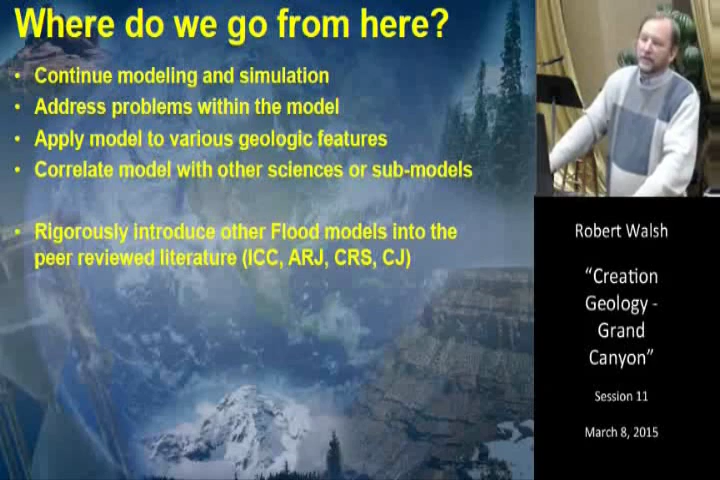 Where do we go from here?
• Continue modeling and simulation
• Address problems within the model
• Apply model to various geologic features
• Correlate model with other sciences or sub-models
• Rigorously introduce other Flood models into the
peer reviewed literature (ICC, ARJ, CRS, CJ)
Robert Walsh
“Creation
Geology -
Grand
Canyon”
Session 11
March 8, 2015